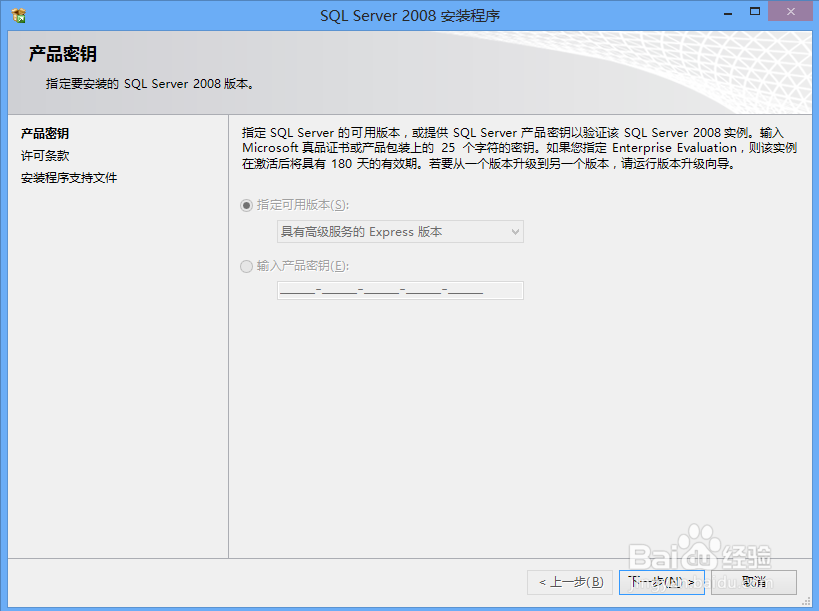 SQL Server 2008 安装程序
产品密钥
指定要安装的 SQL Server 2008 版本。
产品密钥
许可条款
安装程序支持文件
指定 SQL Server 的可用版本，或提供 SQL Server 产品密钥以验证该 SQL Server 2008 实例。输入
Microsoft 真品证书或产品包装上的 25 个字符的密钥。如果您指定 Enterprise Evaluation，则该实例
在激活后将具有 180 天的有效期。若要从一个版本升级到另一个版本，请运行版本升级向导。
指定可用版本(S):
具有高级服务的 Express 版本
输入产品密钥(E):
_____-_____-_____-_____-_____
< 上一步(B)
下一步(N) >
取消
Baidu 经验
jingyan.baidu.com